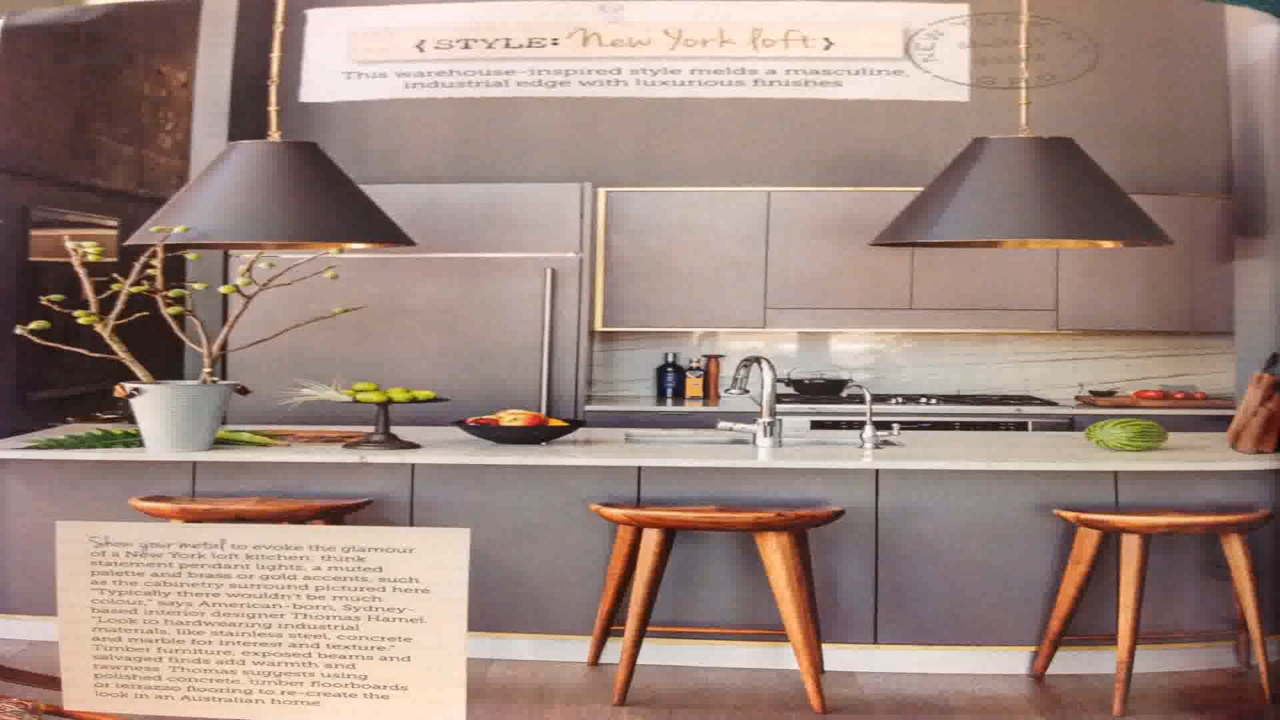 {STYLE: New York loft}
This warehouse-inspired style melds a masculine,
industrial edge with luxurious finishes
NEW
Show your metal to evoke the glamour
of a New York loft kitchen: think
statement pendant lights, a muted
palette and brass or gold accents, such
as the cabinetry surround pictured here.
"Typically there wouldn't be much
colour," says American-born, Sydney-
based interior designer Thomas Hamel.
"Look to hardwearing industrial
materials, like stainless steel, concrete
and marble for interest and texture."
Timber furniture, exposed beams and
salvaged finds add warmth and
rawness. Thomas suggests using
polished concrete, timber floorboards
or terrazzo flooring to re-create the
look in an Australian home.